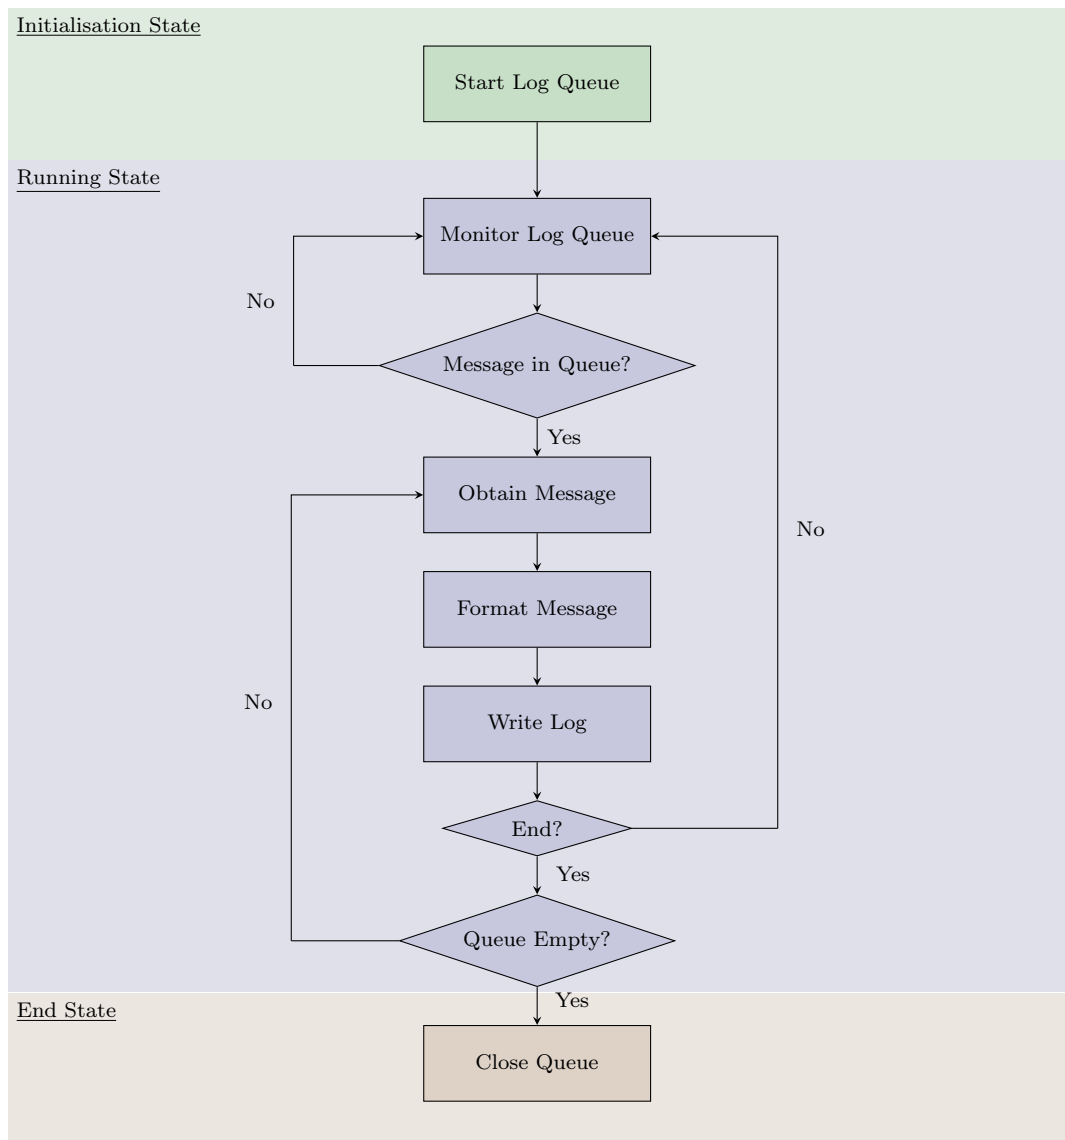 Initialisation State
Start Log Queue
Running State
Monitor Log Queue
No
Message in Queue?
Yes
Obtain Message
No
Format Message
No
Write Log
End?
Yes
Queue Empty?
Yes
End State
Close Queue